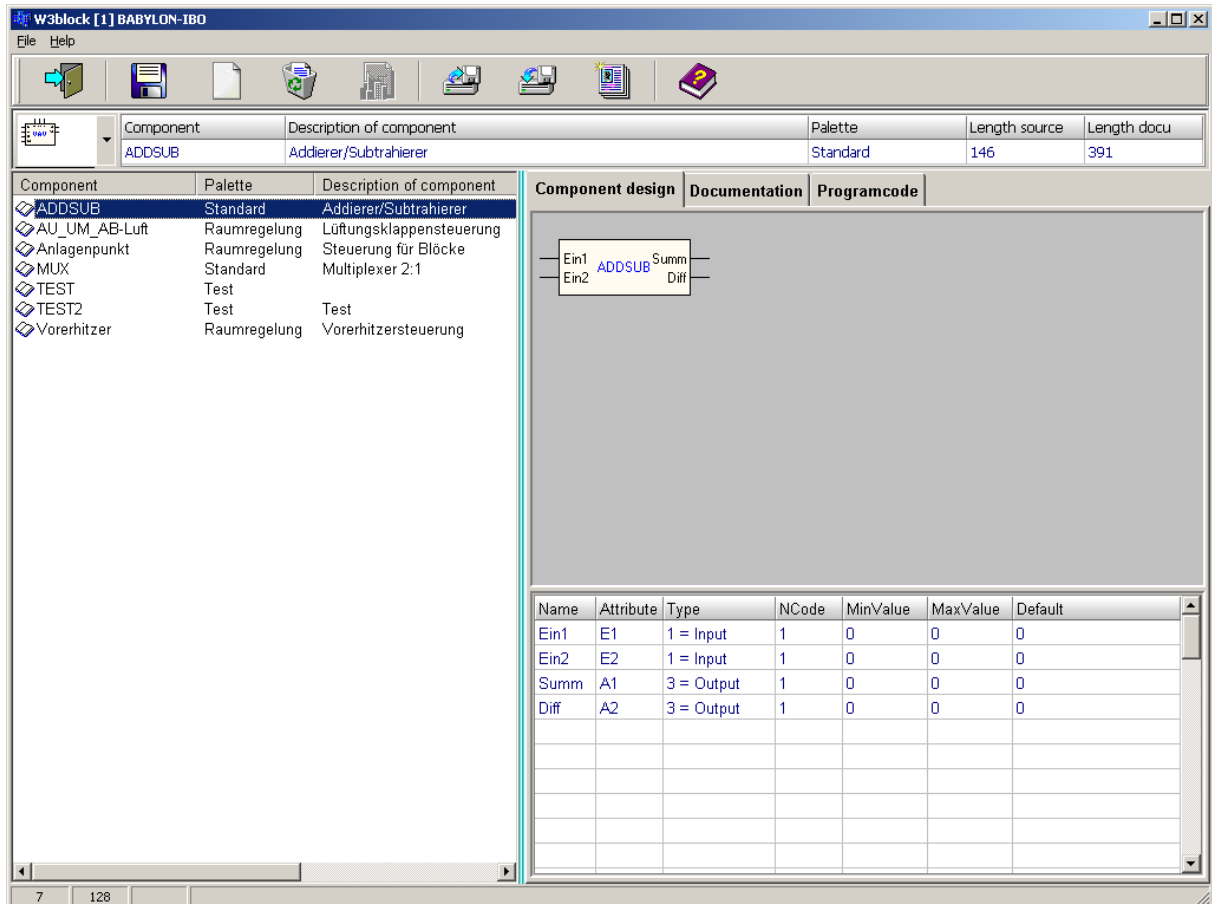 W3block [1] BABYLON-IBO
File Help
VAV
Component Description of component Palette Length source Length docu
ADDSUB Addierer/Subtrahierer Standard 146 391
Component Palette Description of component
ADDSUB Standard Addierer/Subtrahierer
AU_UM_AB-Luft Raumregelung Lüftungsklappensteuerung
Anlagenpunkt Raumregelung Steuerung für Blöcke
MUX Standard Multiplexer 2:1
TEST Test
TEST2 Test Test
Vorerhitzer Raumregelung Vorerhitzersteuerung
Component design Documentation Programcode
Ein1 ADDSUB Summ
Ein2 Diff
Name Attribute Type NCode MinValue MaxValue Default
Ein1 E1 1 = Input 1 0 0 0
Ein2 E2 1 = Input 1 0 0 0
Summ A1 3 = Output 1 0 0 0
Diff A2 3 = Output 1 0 0 0
7 128